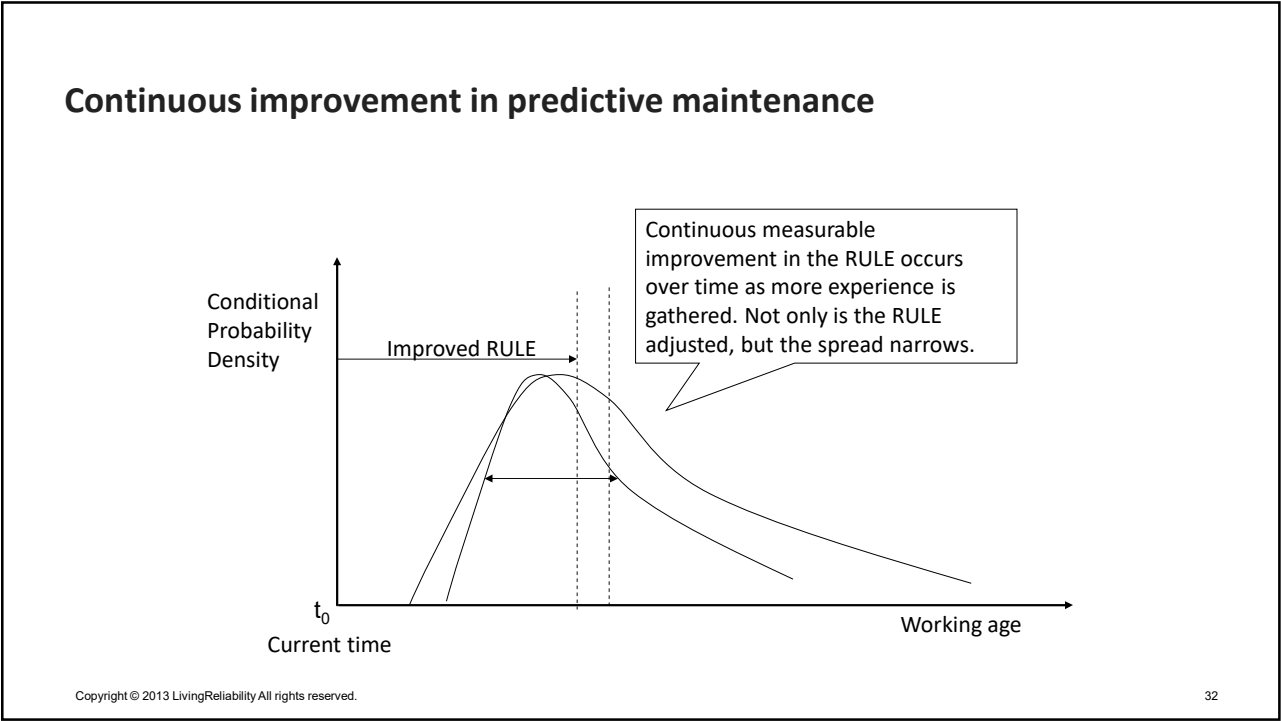 Continuous improvement in predictive maintenance
Continuous measurable
improvement in the RULE occurs
over time as more experience is
gathered. Not only is the RULE
adjusted, but the spread narrows.
Conditional
Probability
Density
Improved RULE
t₀
Current time
Working age
Copyright © 2013 LivingReliability All rights reserved.
32